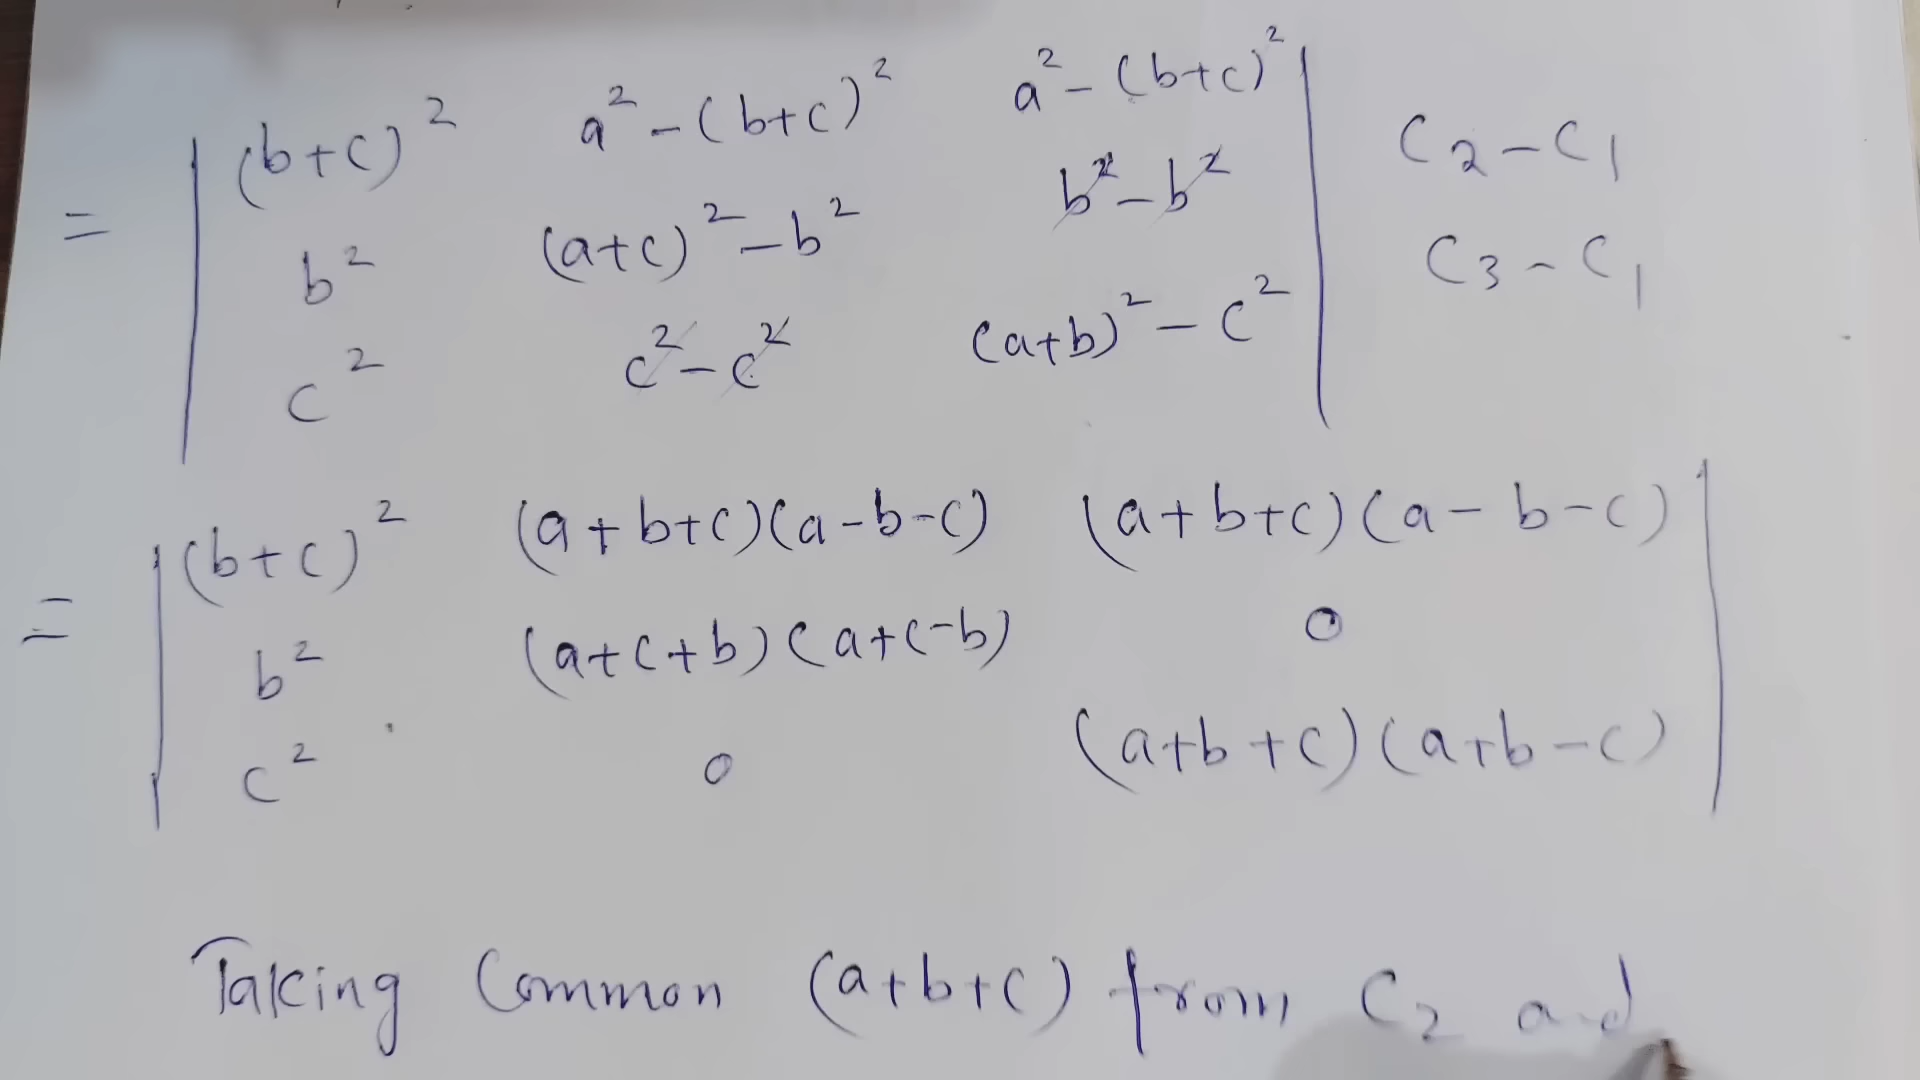 (b+c)² a²-(b+c)² a²-(b+c)² C₂-C₁
= b² (a+c)²-b² b²-b² C₃-C₁
c² c²-c² (a+b)²-c²
(b+c)² (a+b+c)(a-b-c) (a+b+c)(a-b-c)
= b² (a+c+b)(a+c-b) 0
c² 0 (a+b+c)(a+b-c)
Taking Common (a+b+c) from C₂ and